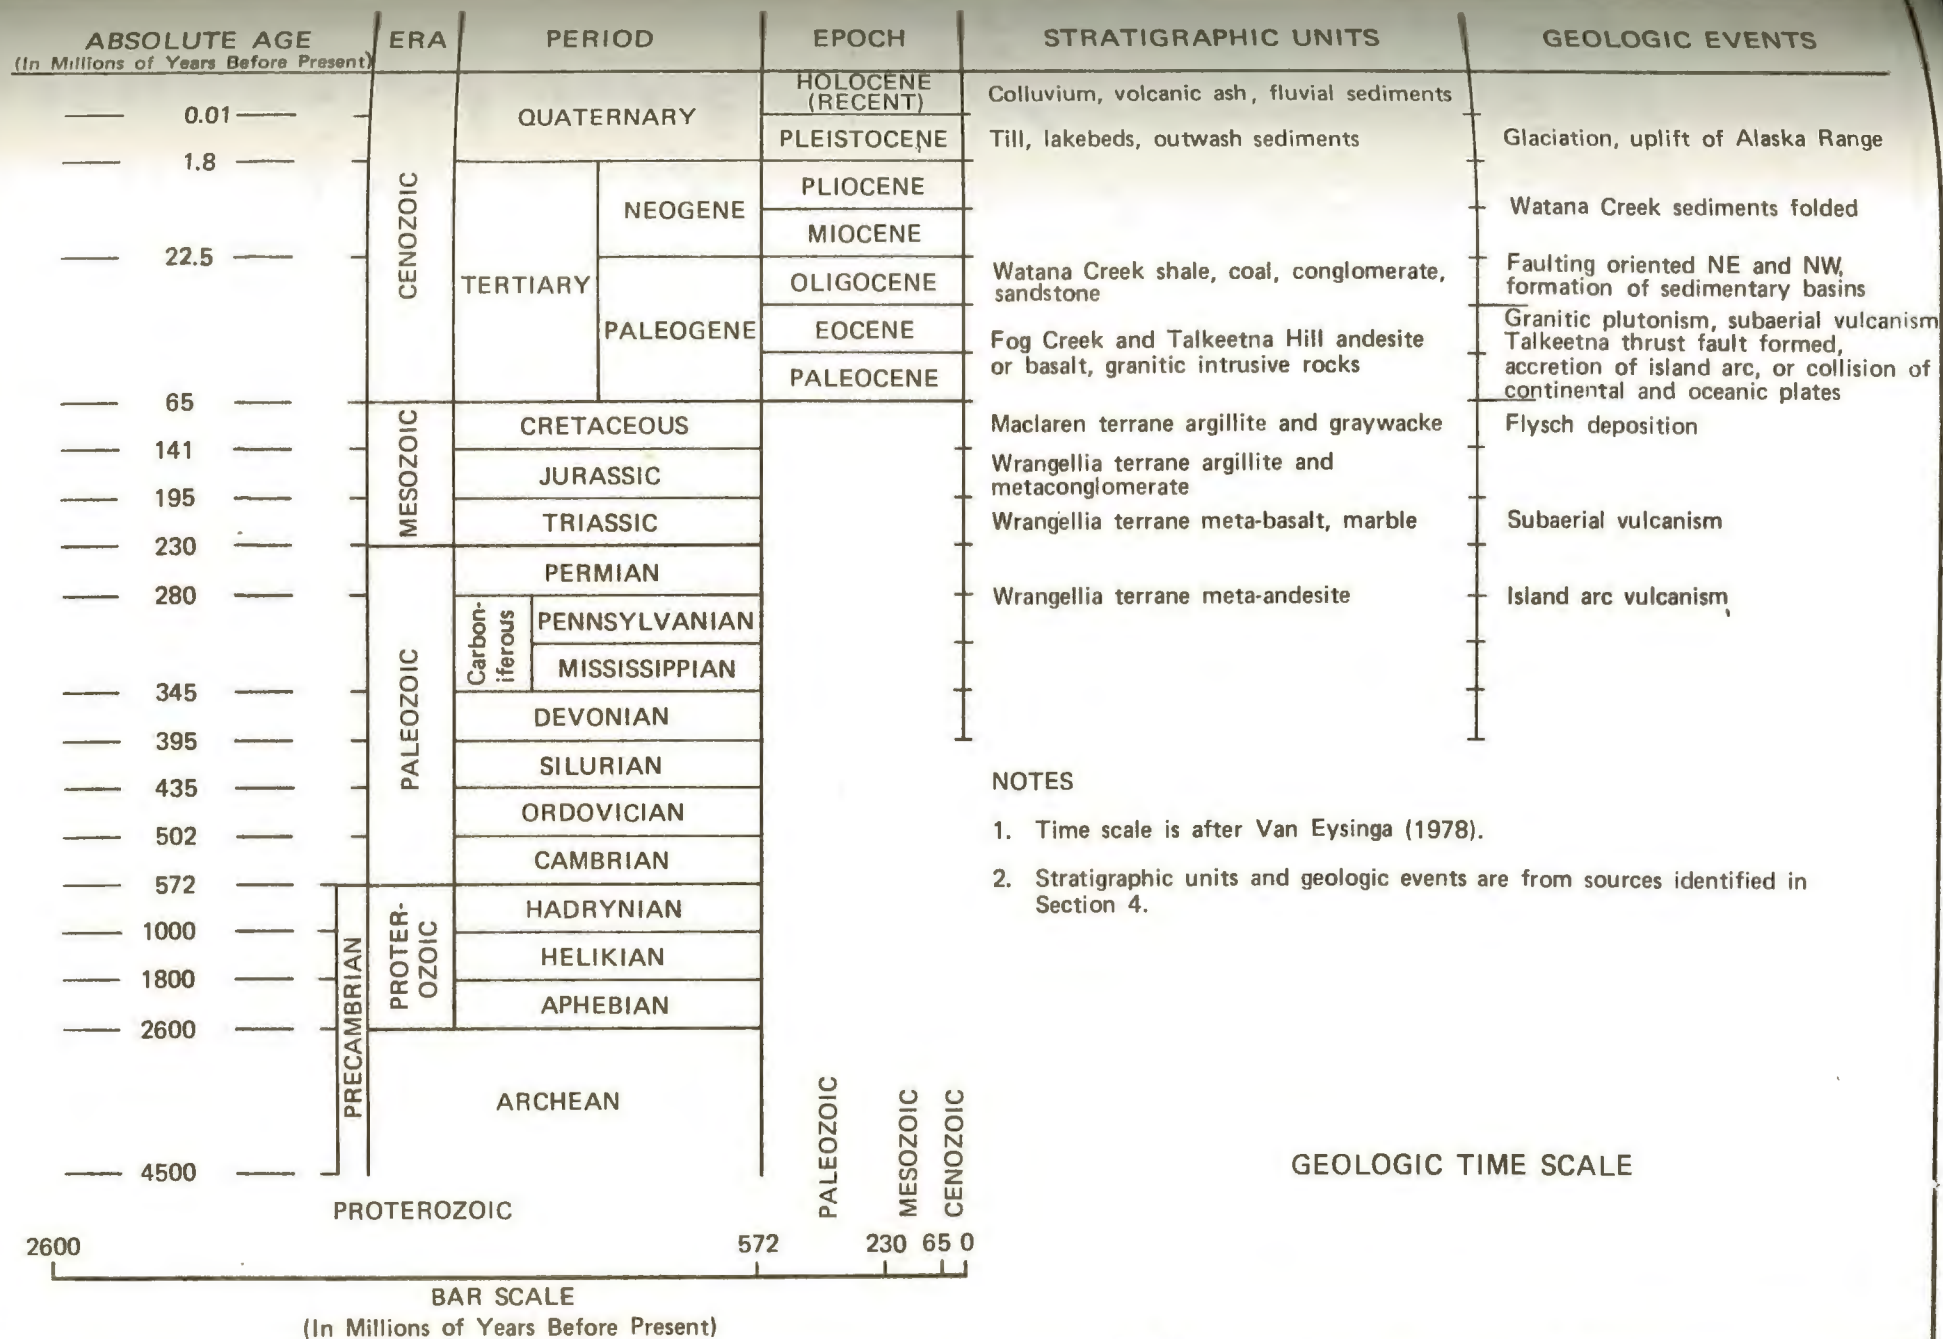 ABSOLUTE AGE
(In Millions of Years Before Present)
ERA
PERIOD
EPOCH
STRATIGRAPHIC UNITS
GEOLOGIC EVENTS
0.01
1.8
22.5
65
141
195
230
280
345
395
435
502
572
1000
1800
2600
4500
PRECAMBRIAN
CENOZOIC
MESOZOIC
PALEOZOIC
PROTER-
OZOIC
QUATERNARY
TERTIARY
NEOGENE
PALEOGENE
CRETACEOUS
JURASSIC
TRIASSIC
PERMIAN
Carbon-
iferous
PENNSYLVANIAN
MISSISSIPPIAN
DEVONIAN
SILURIAN
ORDOVICIAN
CAMBRIAN
HADRYNIAN
HELIKIAN
APHEBIAN
ARCHEAN
HOLOCENE
(RECENT)
PLEISTOCENE
PLIOCENE
MIOCENE
OLIGOCENE
EOCENE
PALEOCENE
Colluvium, volcanic ash, fluvial sediments
Till, lakebeds, outwash sediments
Watana Creek shale, coal, conglomerate,
sandstone
Fog Creek and Talkeetna Hill andesite
or basalt, granitic intrusive rocks
Maclaren terrane argillite and graywacke
Wrangellia terrane argillite and
metaconglomerate
Wrangellia terrane meta-basalt, marble
Wrangellia terrane meta-andesite
Glaciation, uplift of Alaska Range
Watana Creek sediments folded
Faulting oriented NE and NW,
formation of sedimentary basins
Granitic plutonism, subaerial vulcanism
Talkeetna thrust fault formed,
accretion of island arc, or collision of
continental and oceanic plates
Flysch deposition
Subaerial vulcanism
Island arc vulcanism
NOTES
1. Time scale is after Van Eysinga (1978).
2. Stratigraphic units and geologic events are from sources identified in
Section 4.
GEOLOGIC TIME SCALE
PROTEROZOIC
PALEOZOIC
MESOZOIC
CENOZOIC
2600
572
230
65
0
BAR SCALE
(In Millions of Years Before Present)